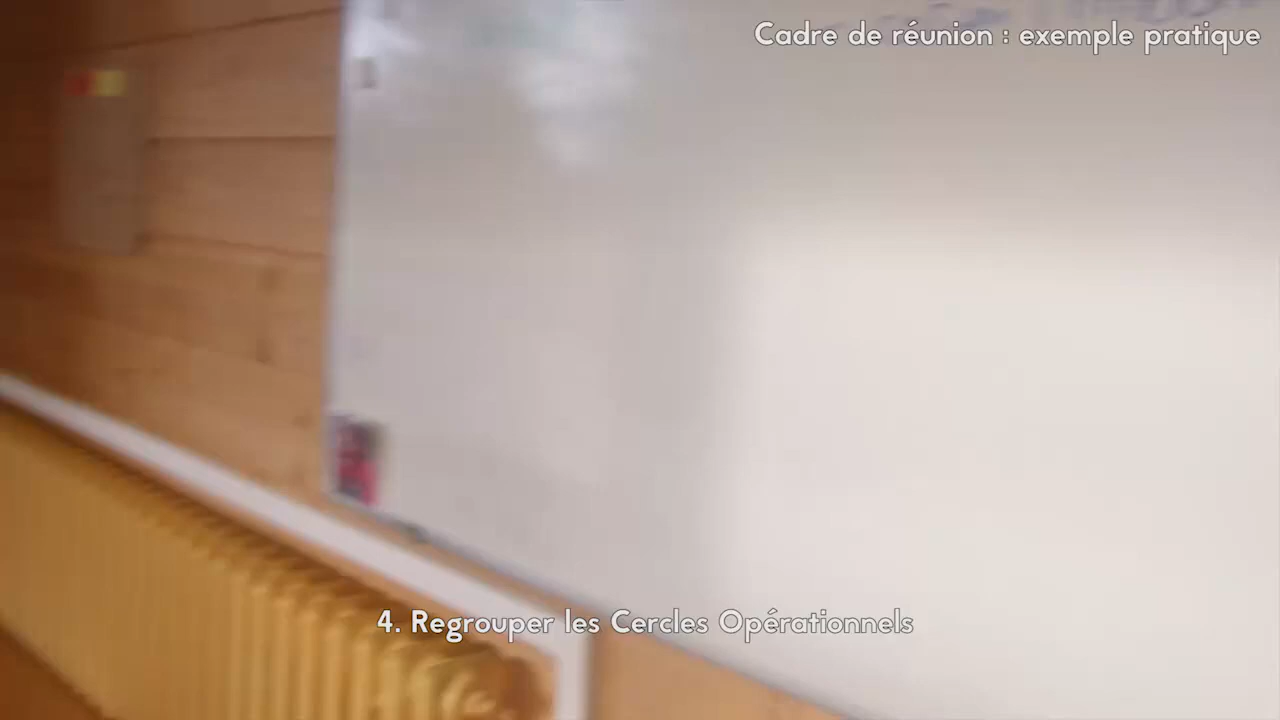 Cadre de réunion : exemple pratique
4. Regrouper les Cercles Opérationnels